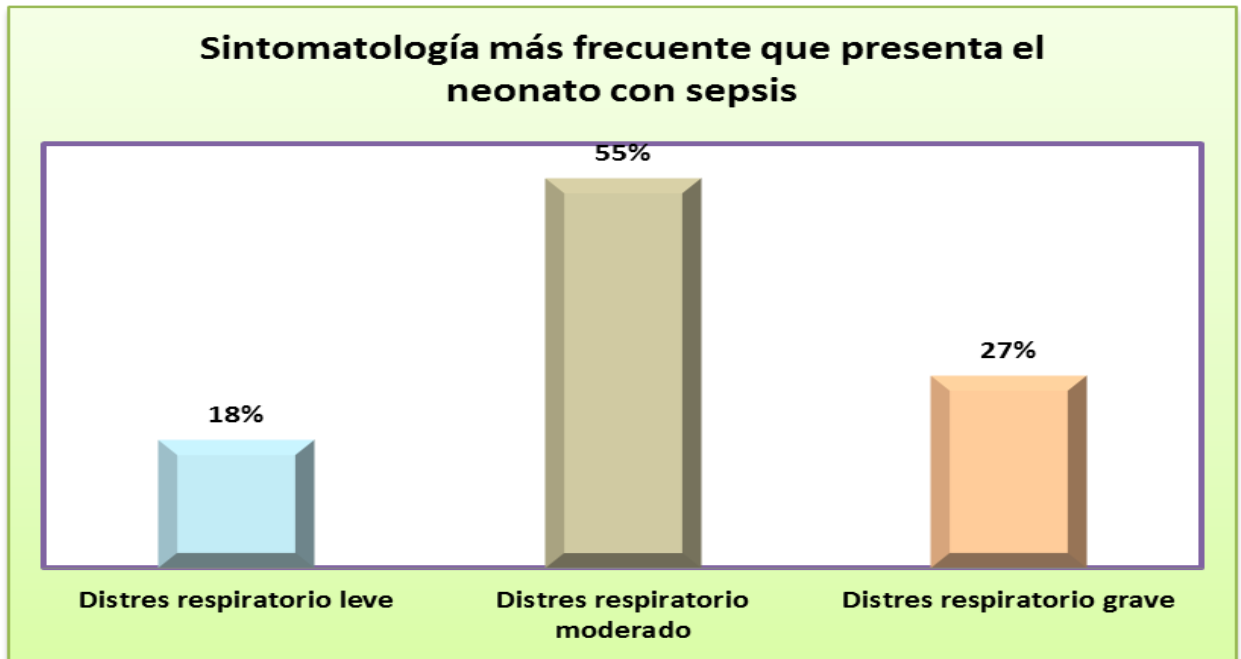 Sintomatología más frecuente que presenta el
neonato con sepsis
55%
27%
18%
Distres respiratorio leve
Distres respiratorio
moderado
Distres respiratorio grave